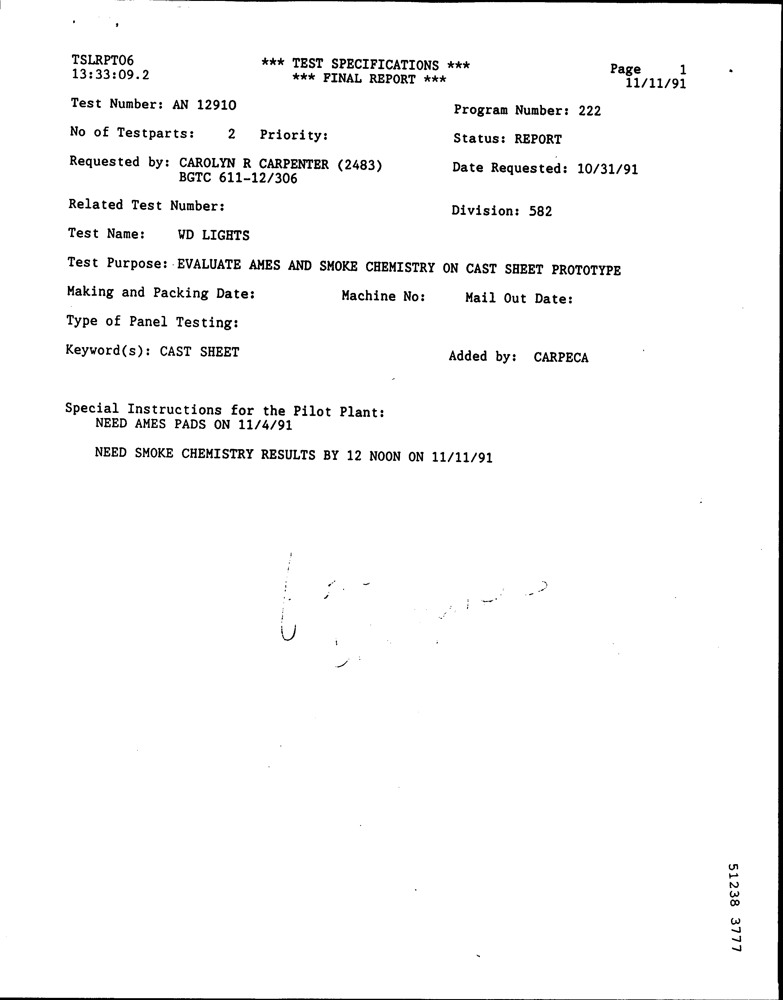 TSLRPT06 *** TEST SPECIFICATIONS *** Page 1
13:33:09.2 *** FINAL REPORT *** 11/11/91
Test Number: AN 12910 Program Number: 222
No of Testparts: 2 Priority: Status: REPORT
Requested by: CAROLYN R CARPENTER (2483) Date Requested: 10/31/91
BGTC 611-12/306
Related Test Number: Division: 582
Test Name: WD LIGHTS
Test Purpose: EVALUATE AMES AND SMOKE CHEMISTRY ON CAST SHEET PROTOTYPE
Making and Packing Date: Machine No: Mail Out Date:
Type of Panel Testing:
Keyword(s): CAST SHEET Added by: CARPECA
Special Instructions for the Pilot Plant:
NEED AMES PADS ON 11/4/91
NEED SMOKE CHEMISTRY RESULTS BY 12 NOON ON 11/11/91
51238 3777